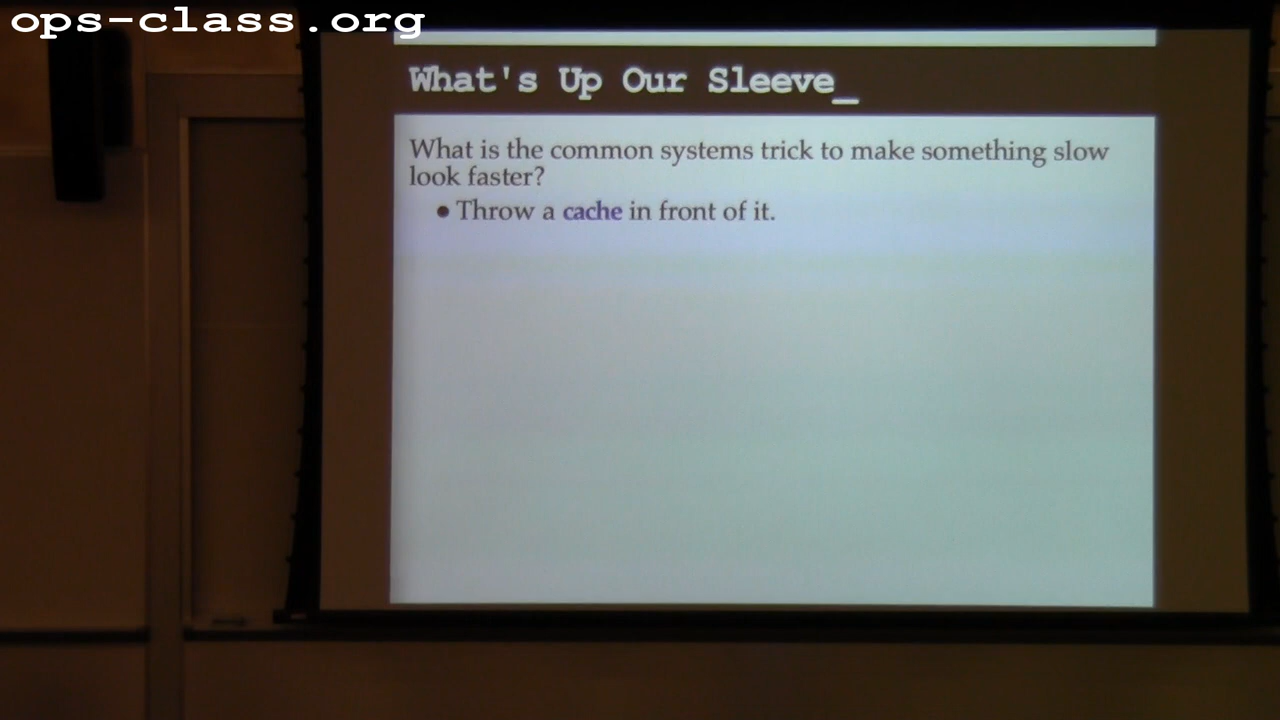 ops-class.org
What's Up Our Sleeve_
What is the common systems trick to make something slow
look faster?
• Throw a cache in front of it.